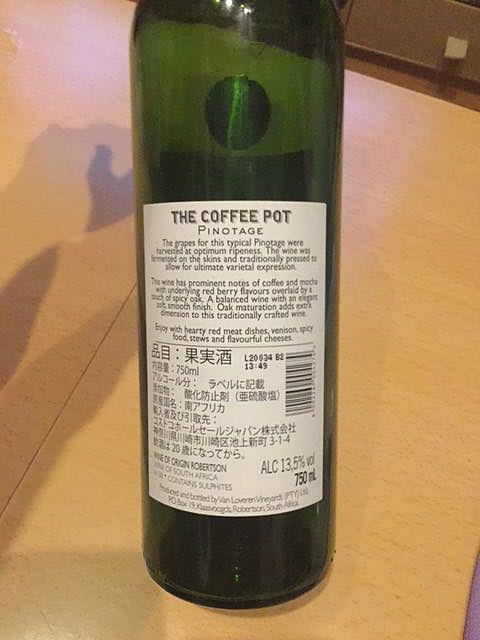 THE COFFEE POT
PINOTAGE
The grapes for this typical Pinotage were
harvested at optimum ripeness. The wine was
fermented on the skins and traditionally pressed to
allow for ultimate varietal expression.
This wine has prominent notes of coffee and mocha
with underlying red berry flavours overlaid by a
touch of spicy oak. A balanced wine with an elegant
soft, smooth finish. Oak maturation adds extra
dimension to this traditionally crafted wine.
Enjoy with hearty red meat dishes, venison, spicy
food, stews and flavourful cheeses.
品目：果実酒 L20034 B2
13:49
内容量：750ml
アルコール分： ラベルに記載
添加物： 酸化防止剤（亜硫酸塩）
原産国名：南アフリカ
輸入者及び引取先：
コストコホールセールジャパン株式会社
神奈川県川崎市川崎区池上新町 3-1-4
飲酒は20歳になってから。
WINE OF ORIGIN ROBERTSON
WINE OF SOUTH AFRICA ALC 13,5% vol
• CONTAINS SULPHITES 750 mL
Produced and bottled by Van Loveren Vineyards (PTY) Ltd.
PO Box 19, Klaasvoogds, Robertson, South Africa